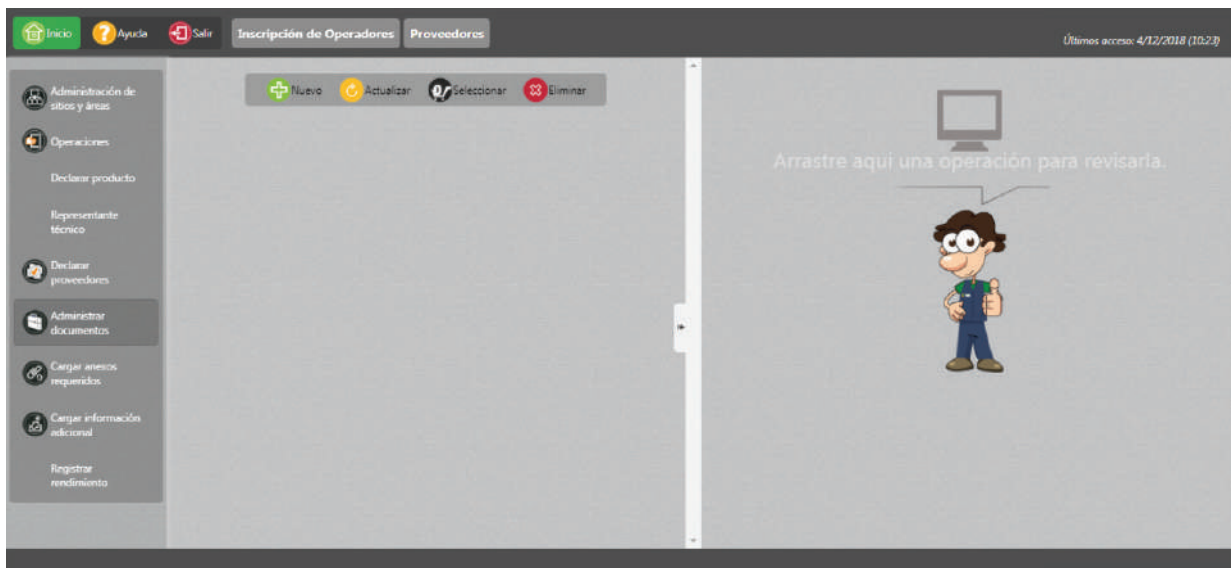 Inicio
Ayuda
Salir
Inscripción de Operadores
Proveedores
Últimos acceso: 4/12/2018 (10:23)
Administración de
sitios y áreas
Operaciones
Declarar producto
Representante
técnico
Declarar
proveedores
Administrar
documentos
Cargar anexos
requeridos
Cargar información
adicional
Registrar
rendimiento
Nuevo
Actualizar
Seleccionar
Eliminar
Arrastre aqui una operación para revisarla.